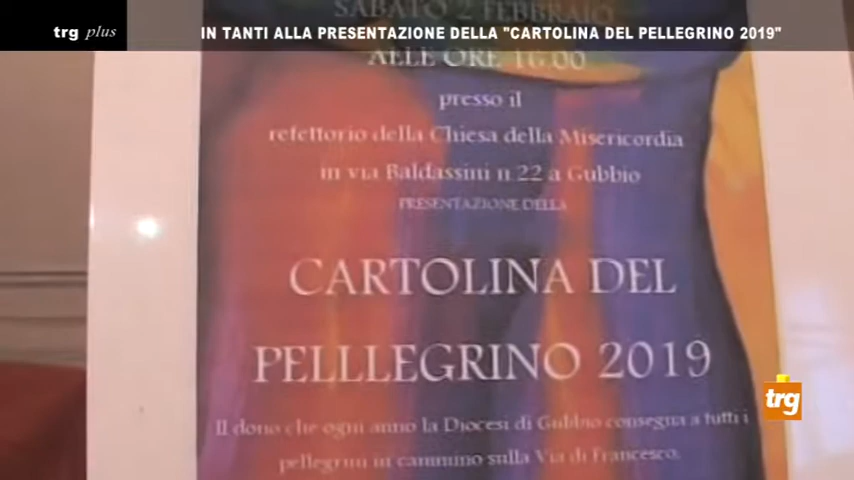 trg plus
IN TANTI ALLA PRESENTAZIONE DELLA "CARTOLINA DEL PELLEGRINO 2019"
SABATO 2 FEBBRAIO
ALLE ORE 16.00
presso il
refettorio della Chiesa della Misericordia
in via Baldassini n 22 a Gubbio
PRESENTAZIONE DELLA
CARTOLINA DEL
PELLLEGRINO 2019
Il dono che ogni anno la Diocesi di Gubbio consegna a tutti i
pellegrini in cammino sulla Via di Francesco.
trg